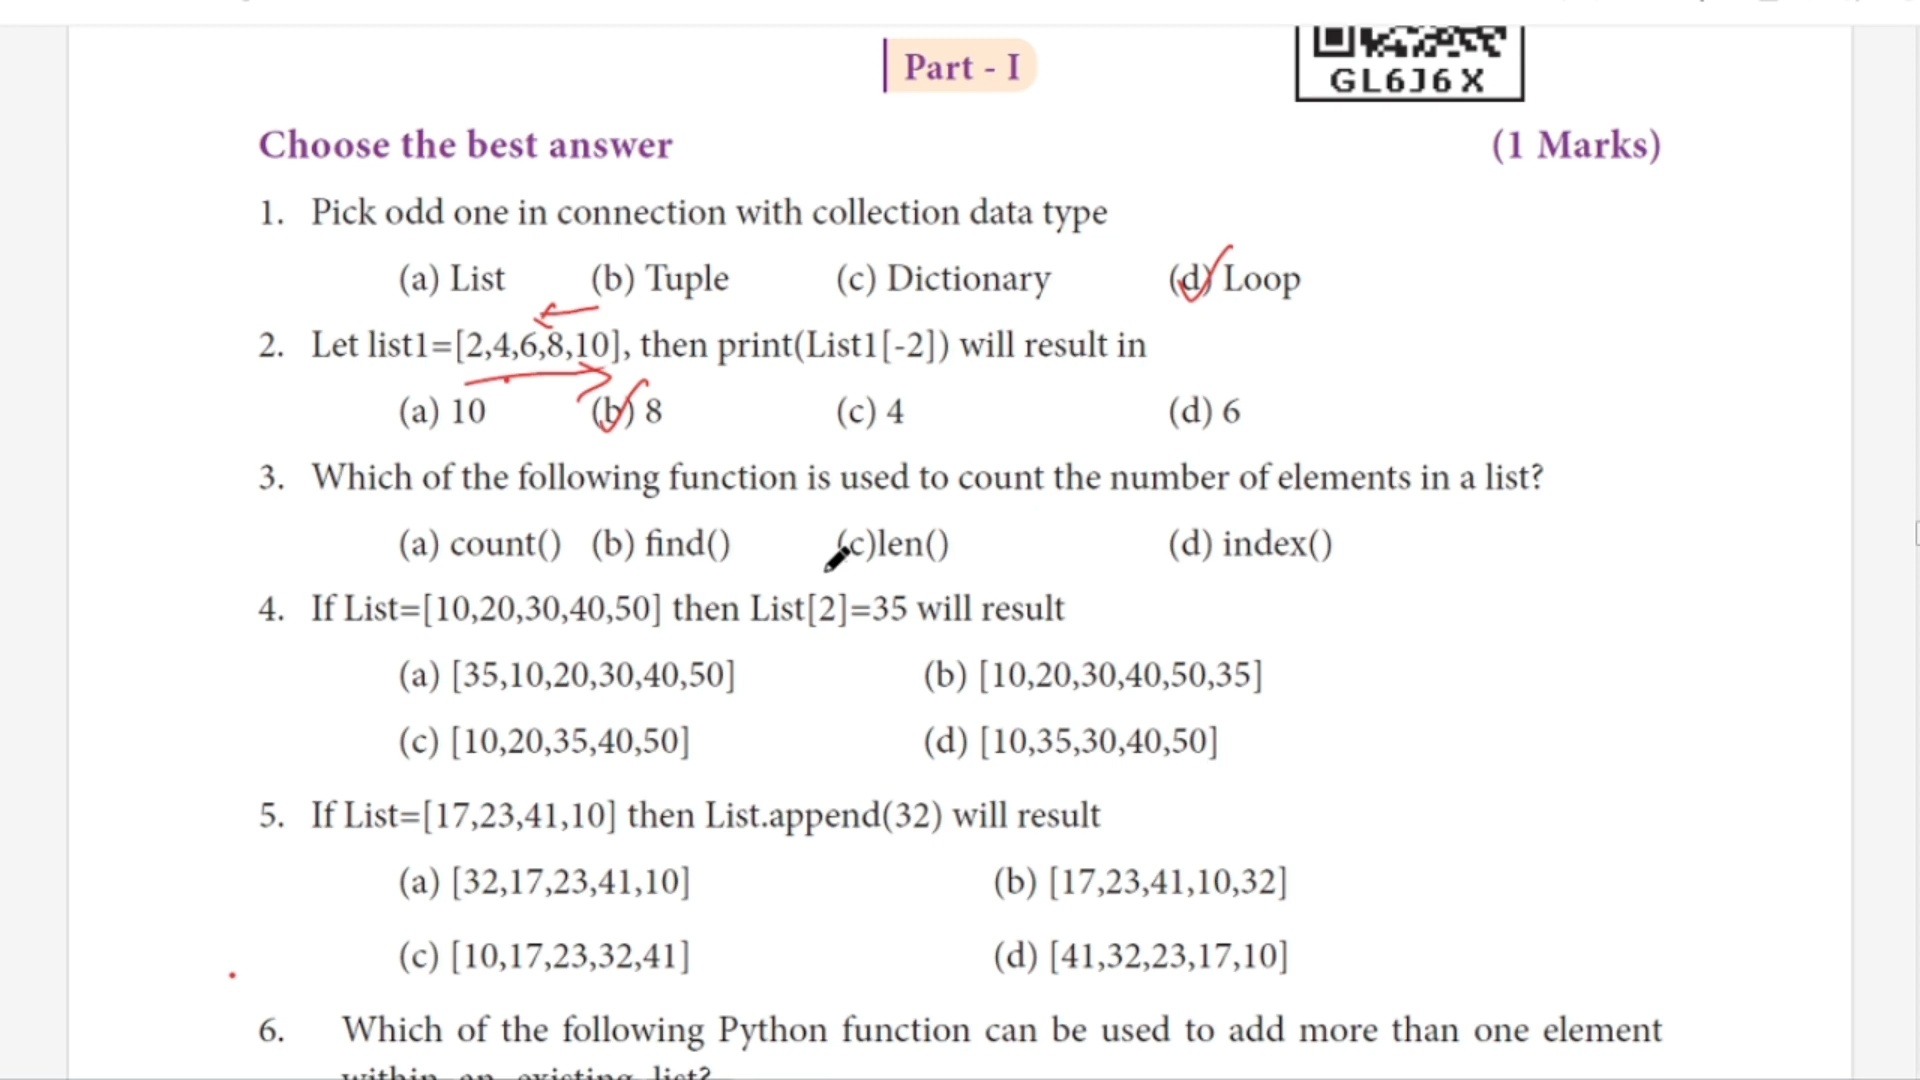 GL6J6X
Part - I
Choose the best answer (1 Marks)
1. Pick odd one in connection with collection data type
(a) List (b) Tuple (c) Dictionary (d) Loop
2. Let list1=[2,4,6,8,10], then print(List1[-2]) will result in
(a) 10 (b) 8 (c) 4 (d) 6
3. Which of the following function is used to count the number of elements in a list?
(a) count() (b) find() (c)len() (d) index()
4. If List=[10,20,30,40,50] then List[2]=35 will result
(a) [35,10,20,30,40,50] (b) [10,20,30,40,50,35]
(c) [10,20,35,40,50] (d) [10,35,30,40,50]
5. If List=[17,23,41,10] then List.append(32) will result
(a) [32,17,23,41,10] (b) [17,23,41,10,32]
(c) [10,17,23,32,41] (d) [41,32,23,17,10]
6. Which of the following Python function can be used to add more than one element
within an existing list?